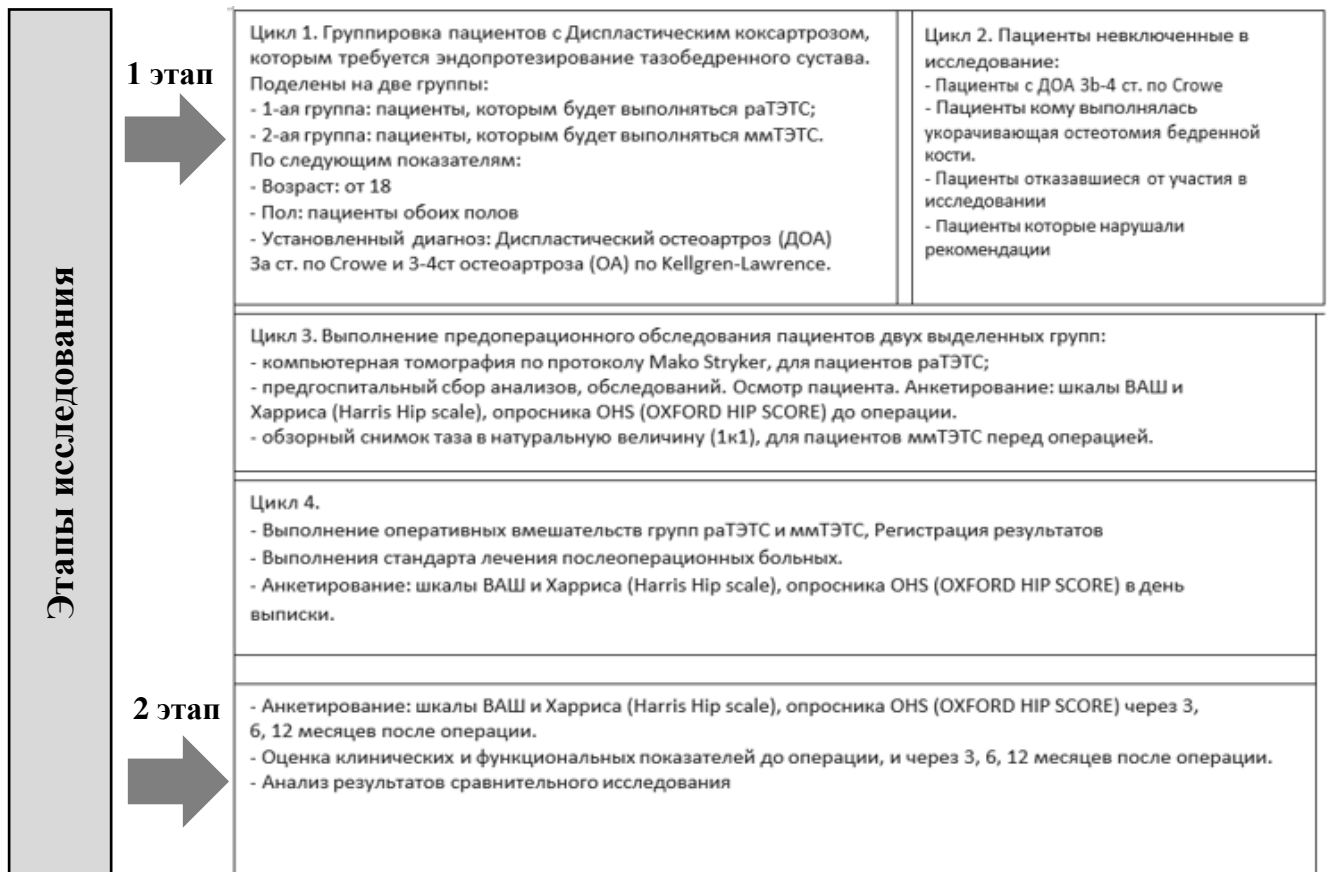 Этапы исследования
1 этап
Цикл 1. Группировка пациентов с Диспластическим коксартрозом,
которым требуется эндопротезирование тазобедренного сустава.
Поделены на две группы:
- 1-ая группа: пациенты, которым будет выполняться раТЭТС;
- 2-ая группа: пациенты, которым будет выполняться ммТЭТС.
По следующим показателям:
- Возраст: от 18
- Пол: пациенты обоих полов
- Установленный диагноз: Диспластический остеоартроз (ДОА)
3а ст. по Crowe и 3-4ст остеоартроза (ОА) по Kellgren-Lawrence.
Цикл 2. Пациенты невключенные в
исследование:
- Пациенты с ДОА 3b-4 ст. по Crowe
- Пациенты кому выполнялась
укорачивающая остеотомия бедренной
кости.
- Пациенты отказавшиеся от участия в
исследовании
- Пациенты которые нарушали
рекомендации
Цикл 3. Выполнение предоперационного обследования пациентов двух выделенных групп:
- компьютерная томография по протоколу Mako Stryker, для пациентов раТЭТС;
- предгоспитальный сбор анализов, обследований. Осмотр пациента. Анкетирование: шкалы ВАШ и
Харриса (Harris Hip scale), опросника OHS (OXFORD HIP SCORE) до операции.
- обзорный снимок таза в натуральную величину (1к1), для пациентов ммТЭТС перед операцией.
Цикл 4.
- Выполнение оперативных вмешательств групп раТЭТС и ммТЭТС, Регистрация результатов
- Выполнения стандарта лечения послеоперационных больных.
- Анкетирование: шкалы ВАШ и Харриса (Harris Hip scale), опросника OHS (OXFORD HIP SCORE) в день
выписки.
2 этап
- Анкетирование: шкалы ВАШ и Харриса (Harris Hip scale), опросника OHS (OXFORD HIP SCORE) через 3,
6, 12 месяцев после операции.
- Оценка клинических и функциональных показателей до операции, и через 3, 6, 12 месяцев после операции.
- Анализ результатов сравнительного исследования